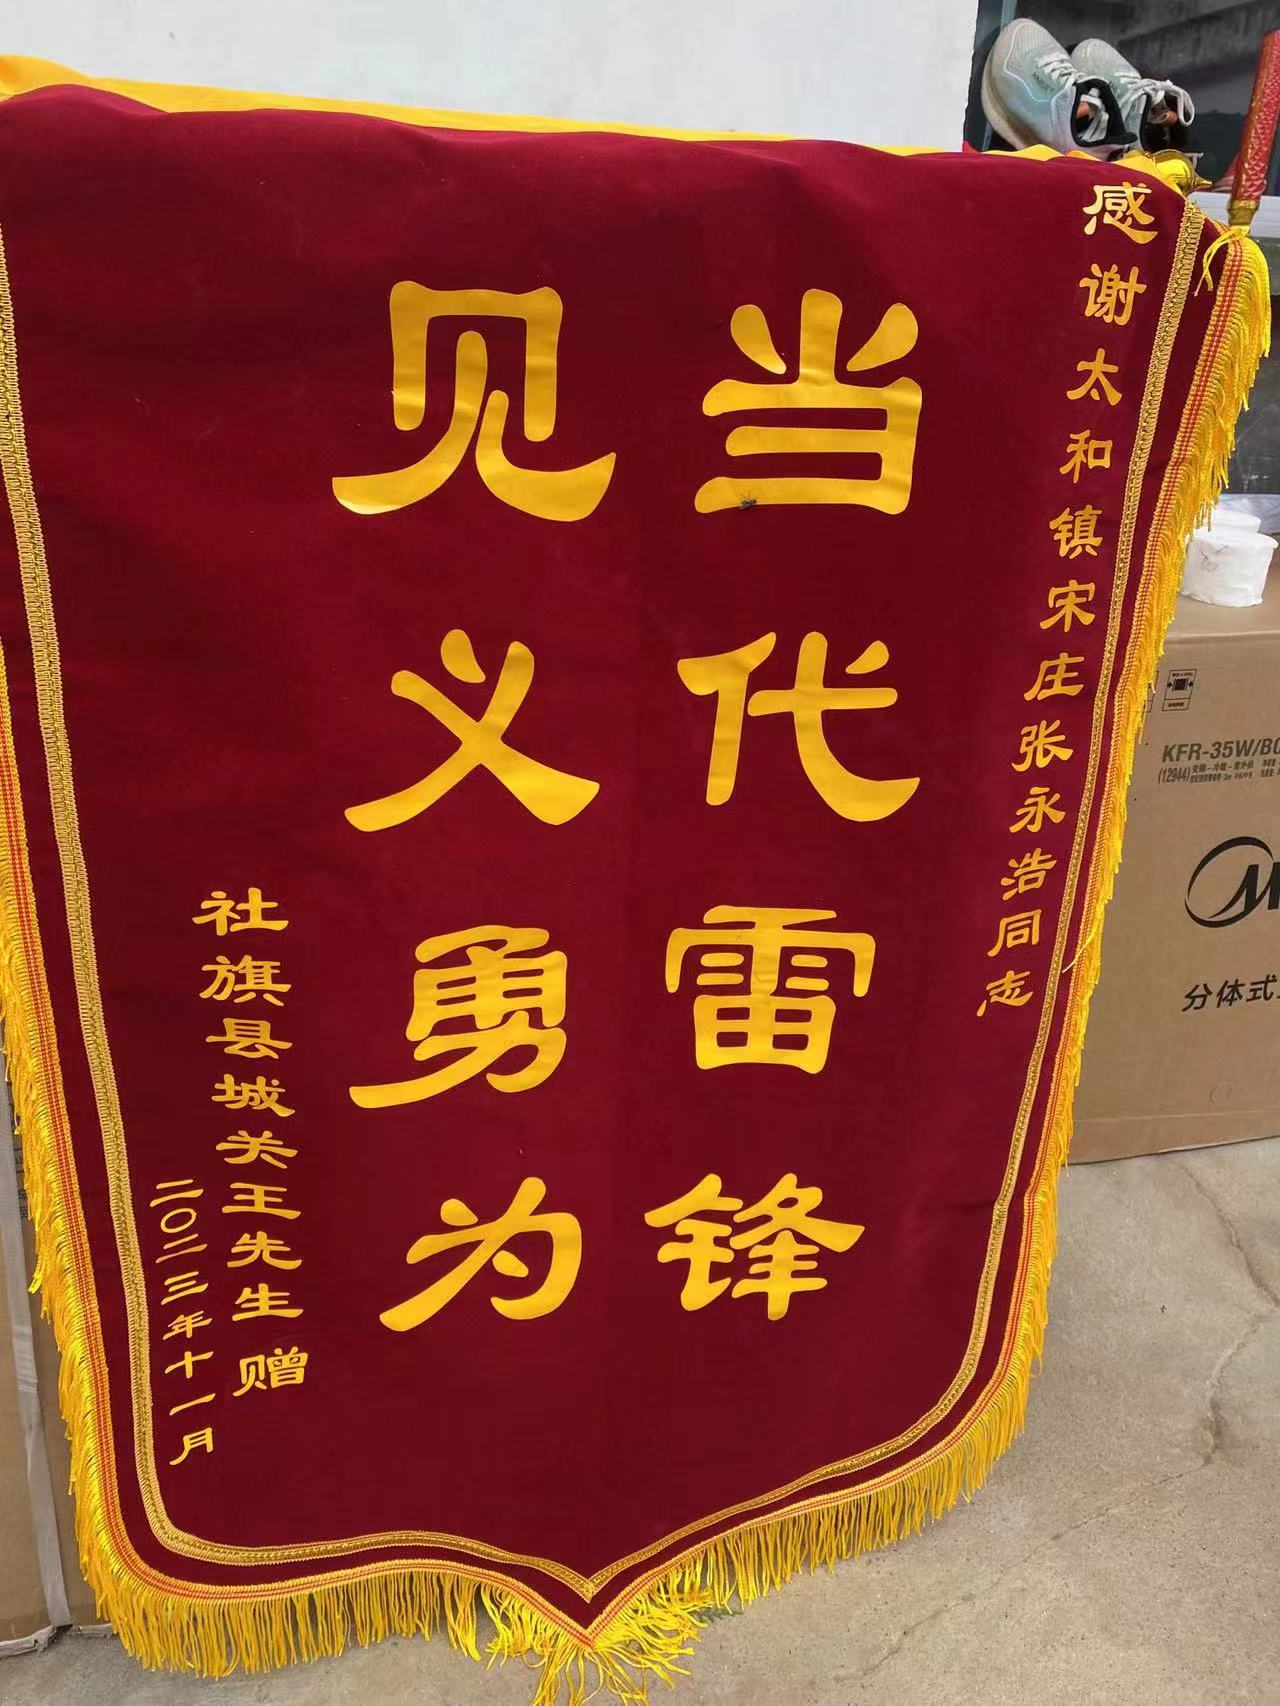 感谢太和镇宋庄张永浩同志
当代雷锋
见义勇为
社旗县城关王先生 赠
二〇二三年十一月
KFR-35W/B
(12944)
分体式